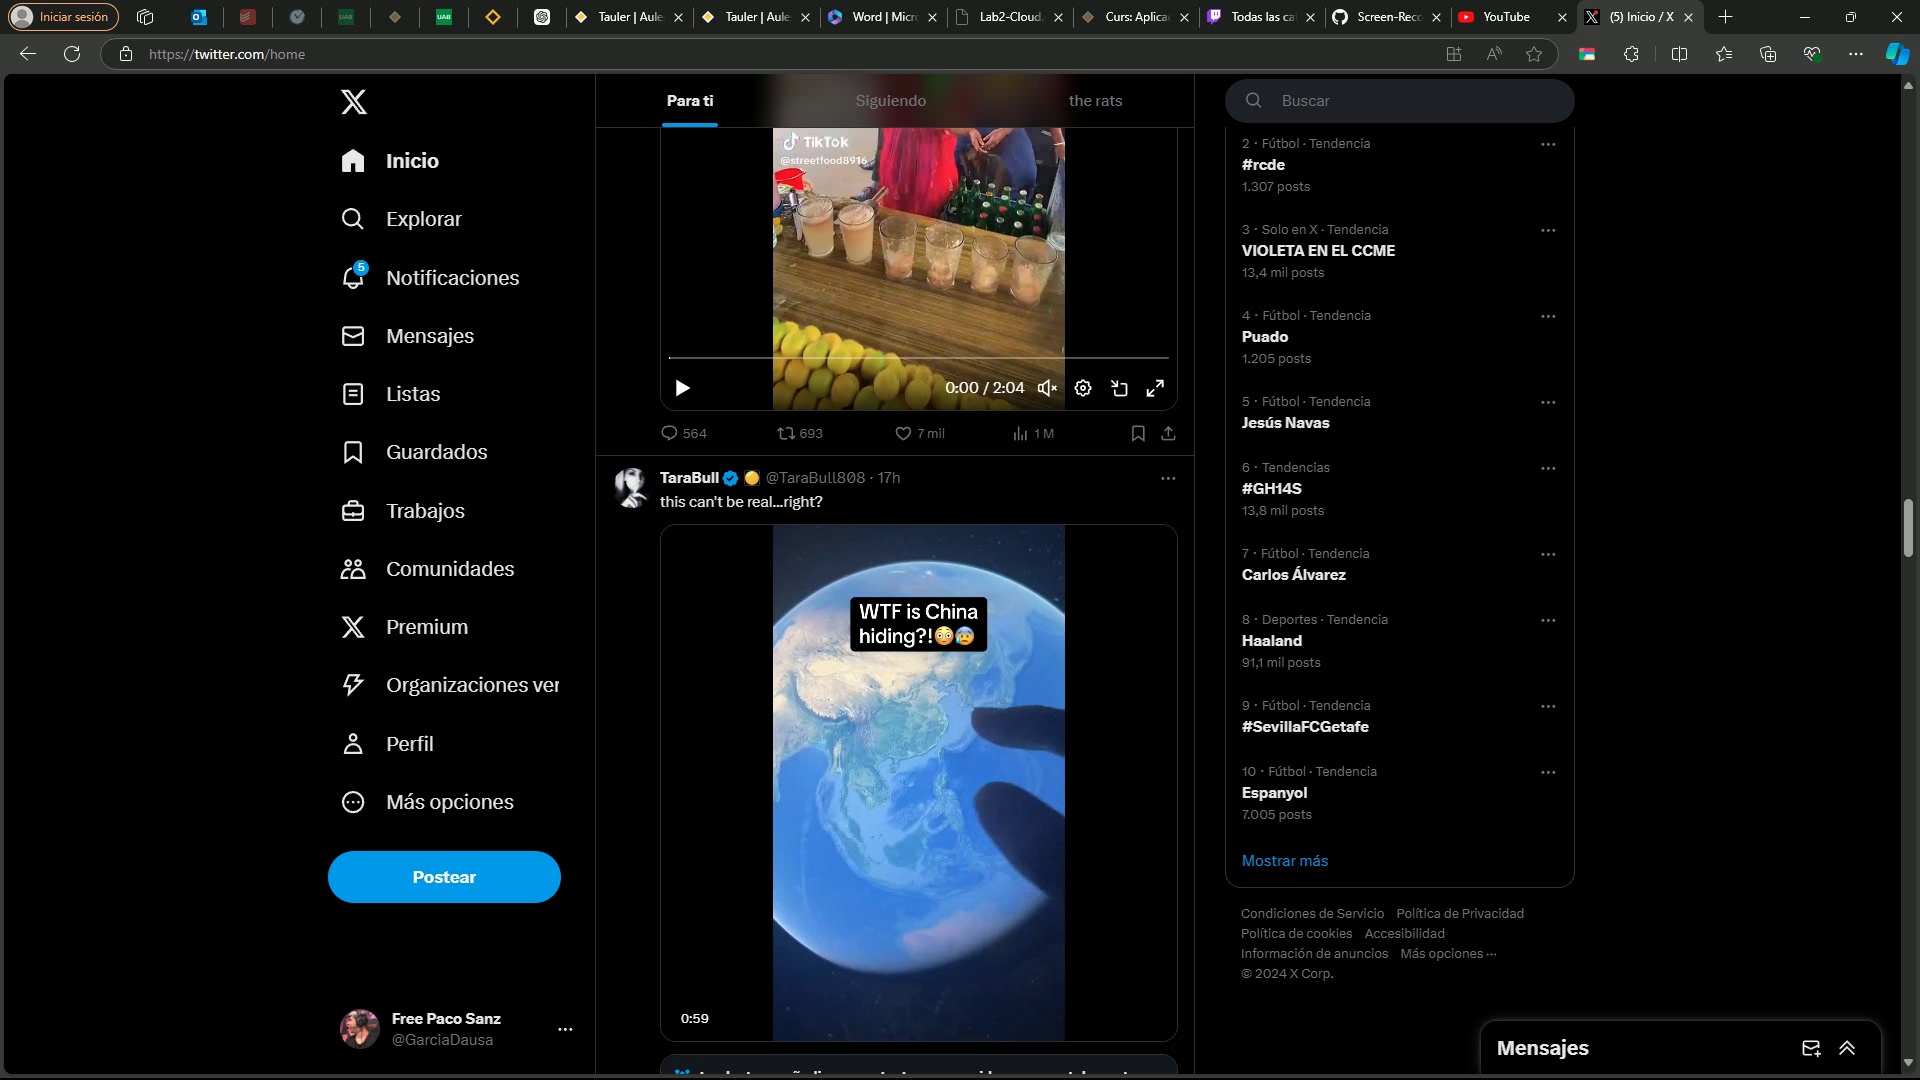 Iniciar sesión
Tauler | Aule
Tauler | Aule
Word | Micr
Lab2-Cloud
Curs: Aplica
Todas las ca
Screen-Reco
YouTube
(5) Inicio / X
https://twitter.com/home
Inicio
Explorar
5
Notificaciones
Mensajes
Listas
Guardados
Trabajos
Comunidades
Premium
Organizaciones ver
Perfil
Más opciones
Postear
Free Paco Sanz
@GarciaDausa
Para ti
Siguiendo
the rats
TikTok
@streetfood8916
0:00 / 2:04
564
693
7 mil
1 M
TaraBull @TaraBull808 · 17h
this can't be real...right?
WTF is China
hiding?!😳😰
0:59
Buscar
2 · Fútbol · Tendencia
#rcde
1.307 posts
3 · Solo en X · Tendencia
VIOLETA EN EL CCME
13,4 mil posts
4 · Fútbol · Tendencia
Puado
1.205 posts
5 · Fútbol · Tendencia
Jesús Navas
6 · Tendencias
#GH14S
13,8 mil posts
7 · Fútbol · Tendencia
Carlos Álvarez
8 · Deportes · Tendencia
Haaland
91,1 mil posts
9 · Fútbol · Tendencia
#SevillaFCGetafe
10 · Fútbol · Tendencia
Espanyol
7.005 posts
Mostrar más
Condiciones de Servicio Política de Privacidad
Política de cookies Accesibilidad
Información de anuncios Más opciones ···
© 2024 X Corp.
Mensajes